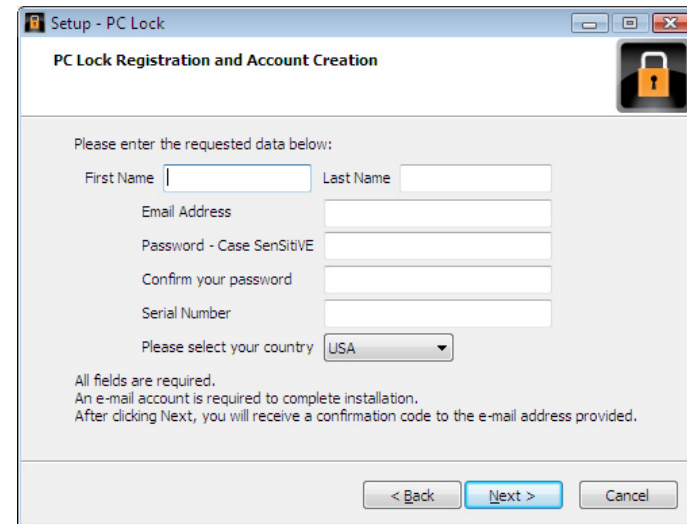 Setup - PC Lock
PC Lock Registration and Account Creation
Please enter the requested data below:
First Name Last Name
Email Address
Password - Case SenSitiVE
Confirm your password
Serial Number
Please select your country USA
All fields are required.
An e-mail account is required to complete installation.
After clicking Next, you will receive a confirmation code to the e-mail address provided.
< Back Next > Cancel